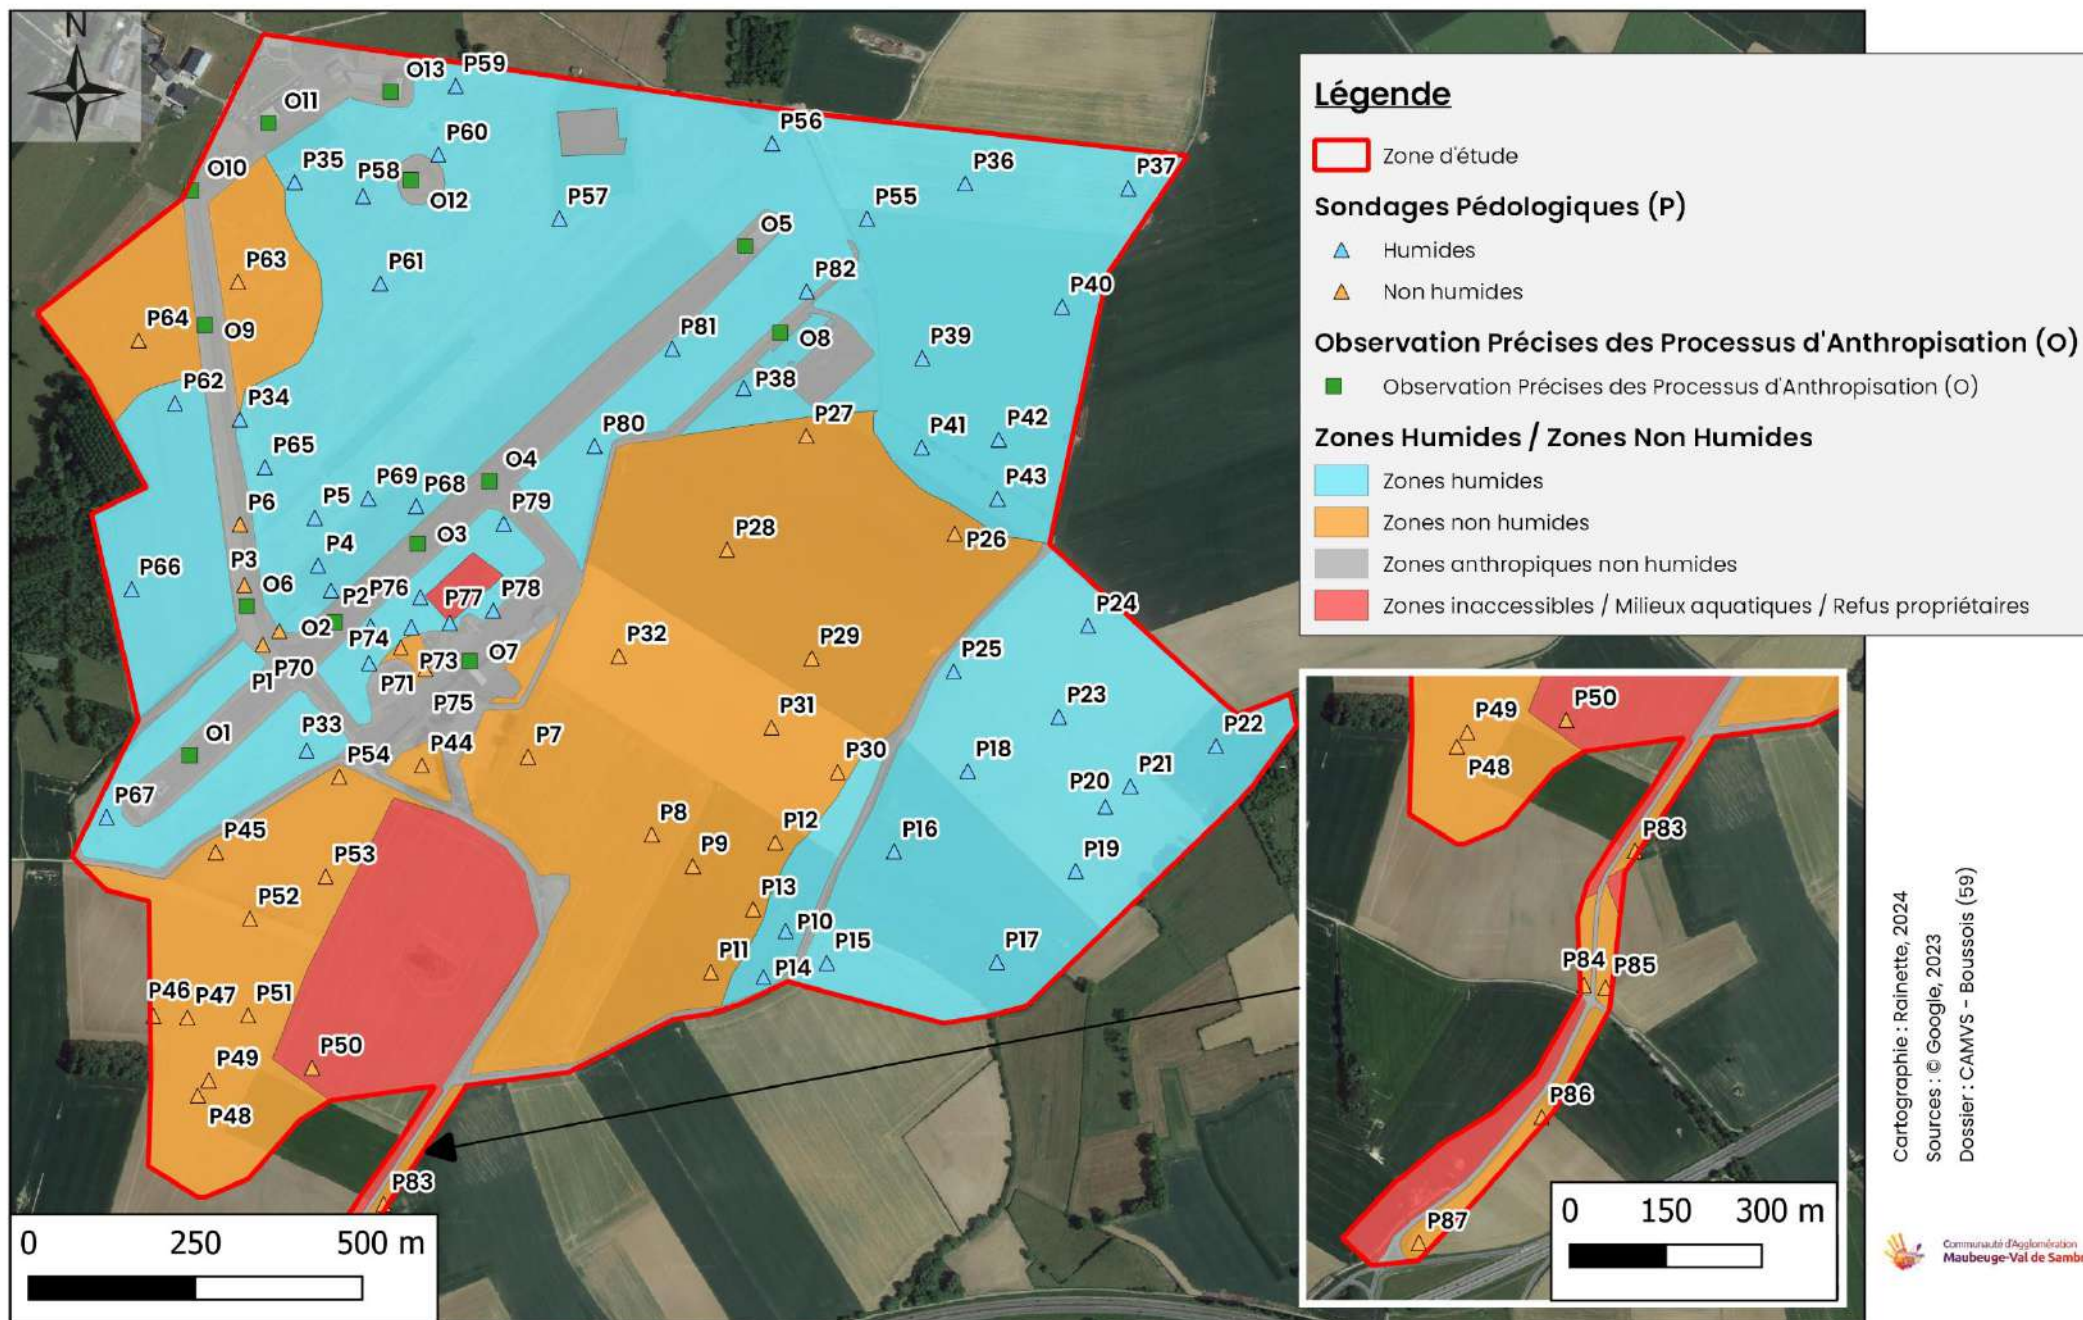 N
O13
P59
O11
P56
P60
O10
P35
P58
P36
P37
O12
P57
P55
O5
P63
P61
P82
P40
P64
O9
P81
O8
P39
P62
P38
P34
P27
P80
P41
P42
P65
O4
P69
P68
P5
P43
P6
P79
O3
P28
P26
P4
P3
P66
O6
P76
P78
P2
P77
P24
O2
P74
P32
P29
P25
O7
P73
P1
P70
P71
P23
P75
P31
P22
O1
P33
P54
P44
P7
P30
P18
P21
P20
P67
P8
P12
P16
P45
P9
P19
P53
P52
P13
P10
P15
P17
P11
P14
P46
P47
P51
P50
P49
P48
P83
0 250 500 m
Légende
Zone d'étude
Sondages Pédologiques (P)
Humides
Non humides
Observation Précises des Processus d'Anthropisation (O)
Observation Précises des Processus d'Anthropisation (O)
Zones Humides / Zones Non Humides
Zones humides
Zones non humides
Zones anthropiques non humides
Zones inaccessibles / Milieux aquatiques / Refus propriétaires
P49
P50
P48
P83
P84
P85
P86
P87
0 150 300 m
Cartographie : Rainette, 2024
Sources : © Google, 2023
Dossier : CAMVS - Boussois (59)
Communauté d'Agglomération
Maubeuge-Val de Sambr